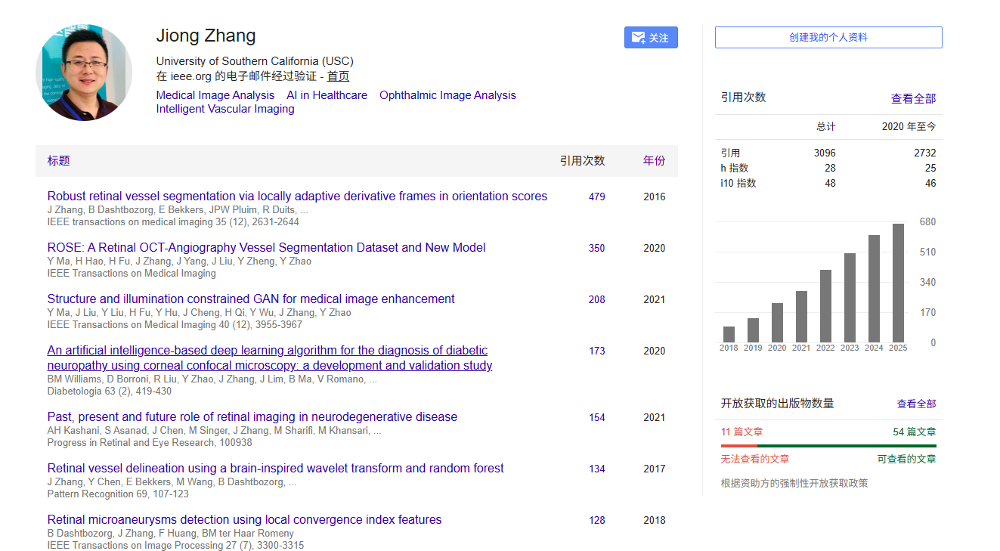 Jiong Zhang
关注
University of Southern California (USC)
在 ieee.org 的电子邮件经过验证 - 首页
Medical Image Analysis AI in Healthcare Ophthalmic Image Analysis
Intelligent Vascular Imaging
标题 引用次数 年份
Robust retinal vessel segmentation via locally adaptive derivative frames in orientation scores 479 2016
J Zhang, B Dashtbozorg, E Bekkers, JPW Pluim, R Duits, ...
IEEE transactions on medical imaging 35 (12), 2631-2644
ROSE: A Retinal OCT-Angiography Vessel Segmentation Dataset and New Model 350 2020
Y Ma, H Hao, H Fu, J Zhang, J Yang, J Liu, Y Zheng, Y Zhao
IEEE Transactions on Medical Imaging
Structure and illumination constrained GAN for medical image enhancement 208 2021
Y Ma, J Liu, Y Liu, H Fu, Y Hu, J Cheng, H Qi, Y Wu, J Zhang, Y Zhao
IEEE Transactions on Medical Imaging 40 (12), 3955-3967
An artificial intelligence-based deep learning algorithm for the diagnosis of diabetic 173 2020
neuropathy using corneal confocal microscopy: a development and validation study
BM Williams, D Borroni, R Liu, Y Zhao, J Zhang, J Lim, B Ma, V Romano, ...
Diabetologia 63 (2), 419-430
Past, present and future role of retinal imaging in neurodegenerative disease 154 2021
AH Kashani, S Asanad, J Chen, M Singer, J Zhang, M Sharifi, M Khansari, ...
Progress in Retinal and Eye Research, 100938
Retinal vessel delineation using a brain-inspired wavelet transform and random forest 134 2017
J Zhang, Y Chen, E Bekkers, M Wang, B Dashtbozorg, ...
Pattern Recognition 69, 107-123
Retinal microaneurysms detection using local convergence index features 128 2018
B Dashtbozorg, J Zhang, F Huang, BM ter Haar Romeny
IEEE Transactions on Image Processing 27 (7), 3300-3315
创建我的个人资料
引用次数 查看全部
总计 2020 年至今
引用 3096 2732
h 指数 28 25
i10 指数 48 46
680
510
340
170
0
2018 2019 2020 2021 2022 2023 2024 2025
开放获取的出版物数量 查看全部
11 篇文章 54 篇文章
无法查看的文章 可查看的文章
根据资助方的强制性开放获取政策